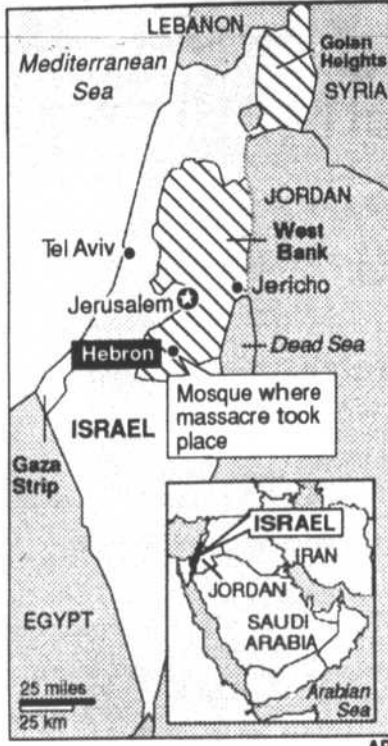 LEBANON
Golan
Heights
Mediterranean
Sea
SYRIA
JORDAN
West
Bank
Tel Aviv
Jericho
Jerusalem
Dead Sea
Hebron
Mosque where
massacre took
place
ISRAEL
Gaza
Strip
ISRAEL
IRAN
JORDAN
EGYPT
SAUDI
ARABIA
25 miles
25 km
Arabian
Sea
AP